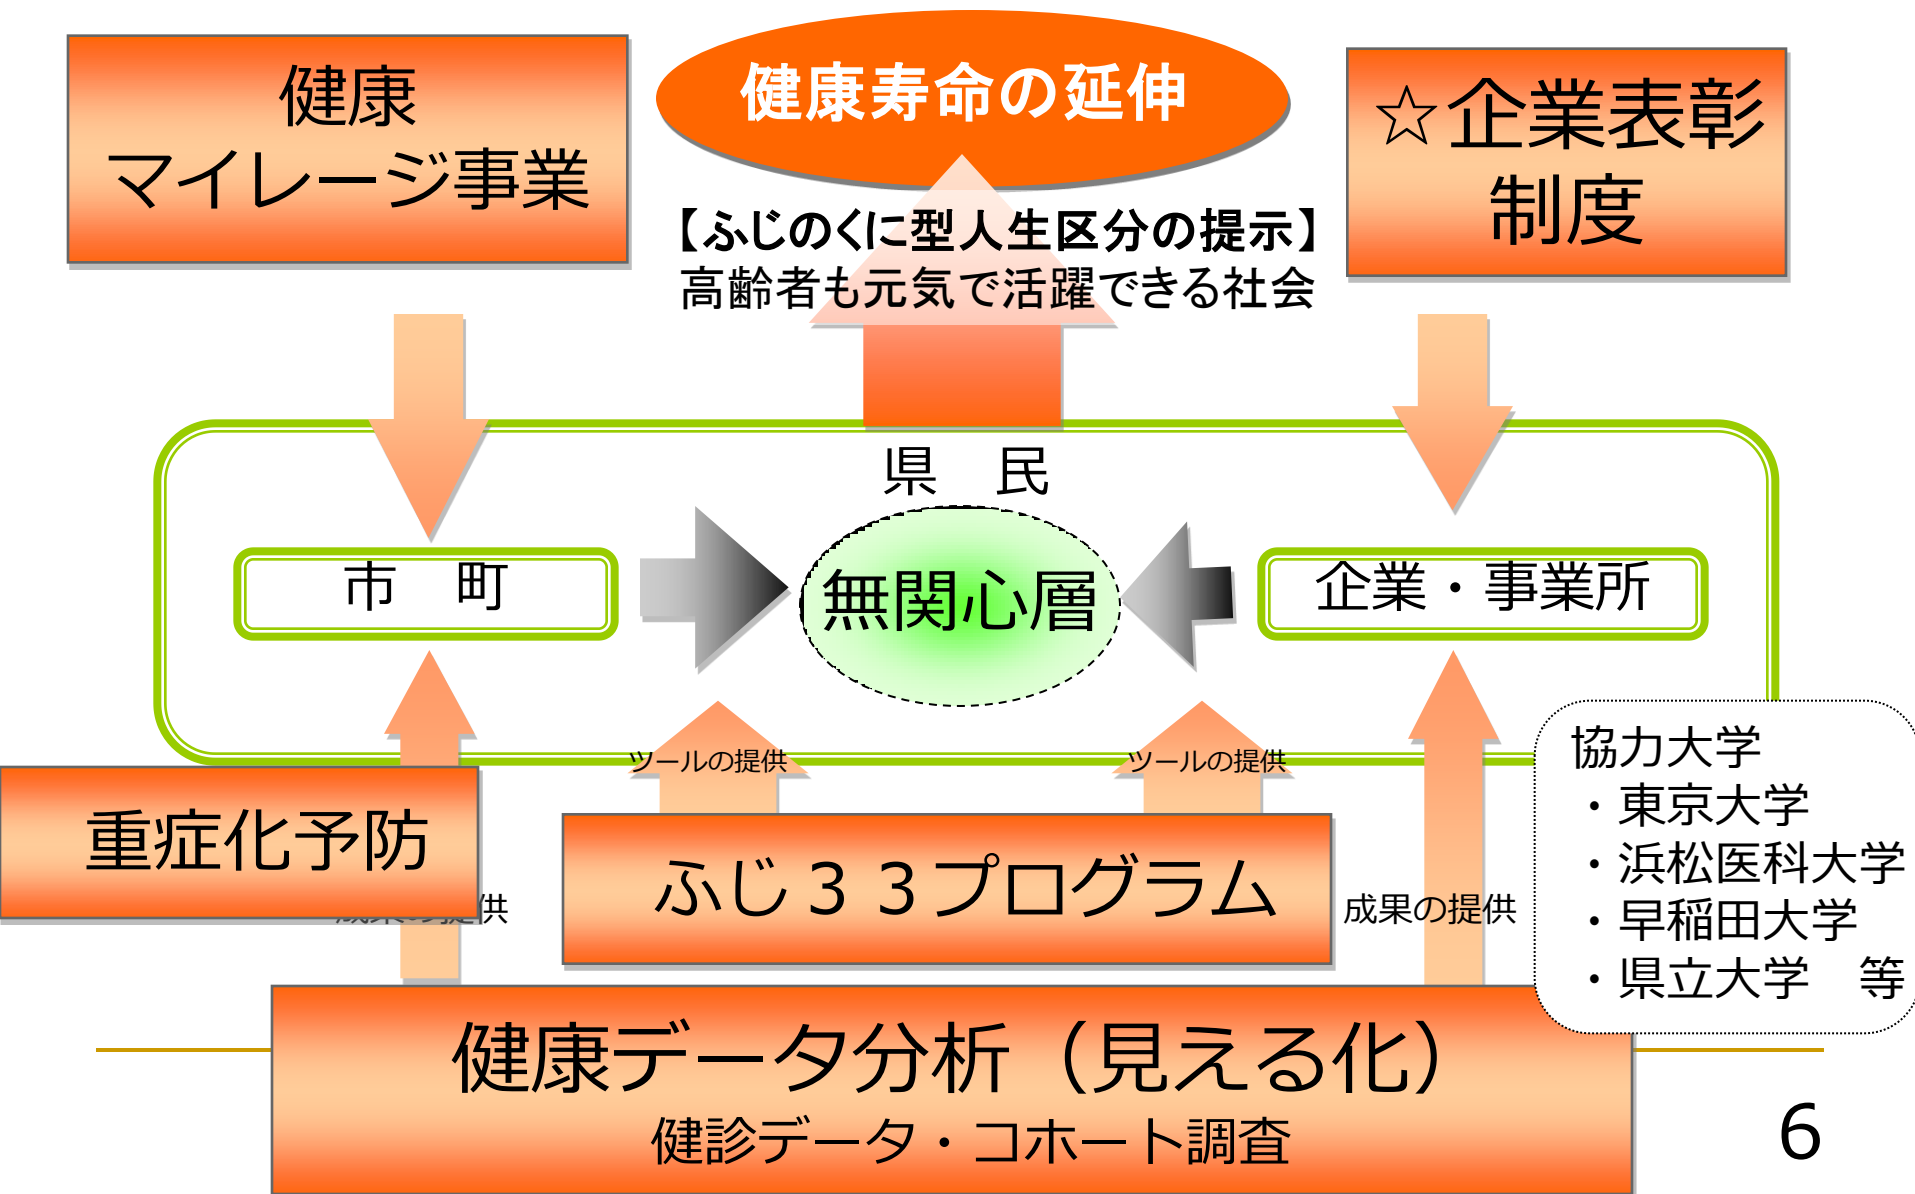 健康
マイレージ事業
健康寿命の延伸
☆企業表彰
制度
【ふじのくに型人生区分の提示】
高齢者も元気で活躍できる社会
県　民
市　町
無関心層
企業・事業所
ツールの提供
ツールの提供
重症化予防
ふじ３３プログラム
成果の提供
成果の提供
協力大学
・東京大学
・浜松医科大学
・早稲田大学
・県立大学　等
健康データ分析（見える化）
健診データ・コホート調査
6